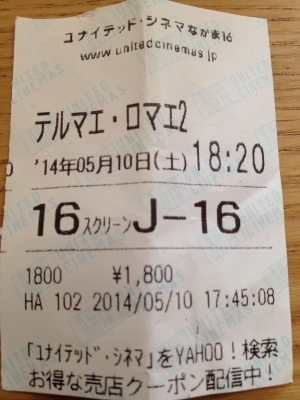 ユナイテッド・シネマなかま16
www.unitedcinemas.jp
テルマエ・ロマエ2
'14年05月10日(土) 18:20
16スクリーン J-16
1800 ¥1,800
HA 102 2014/05/10 17:45:08
「ユナイテッド・シネマ」をYAHOO!検索
お得な売店クーポン配信中!